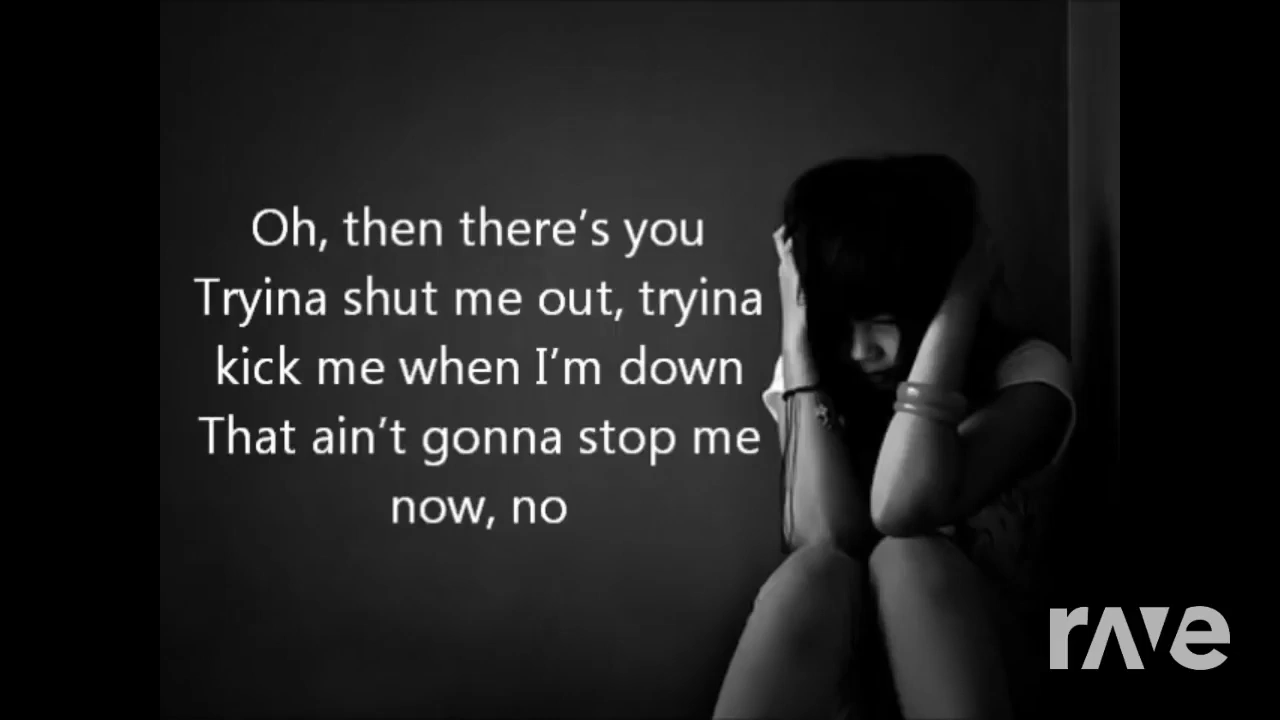 Oh, then there’s you
Tryina shut me out, tryina
kick me when I’m down
That ain’t gonna stop me
now, no
rave